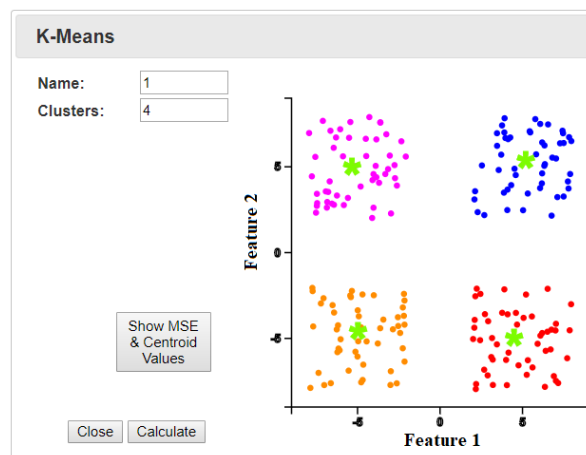 K-Means
Name: 1
Clusters: 4
Feature 2
5
0
-5
Show MSE
& Centroid
Values
-5
0
5
Feature 1
Close
Calculate